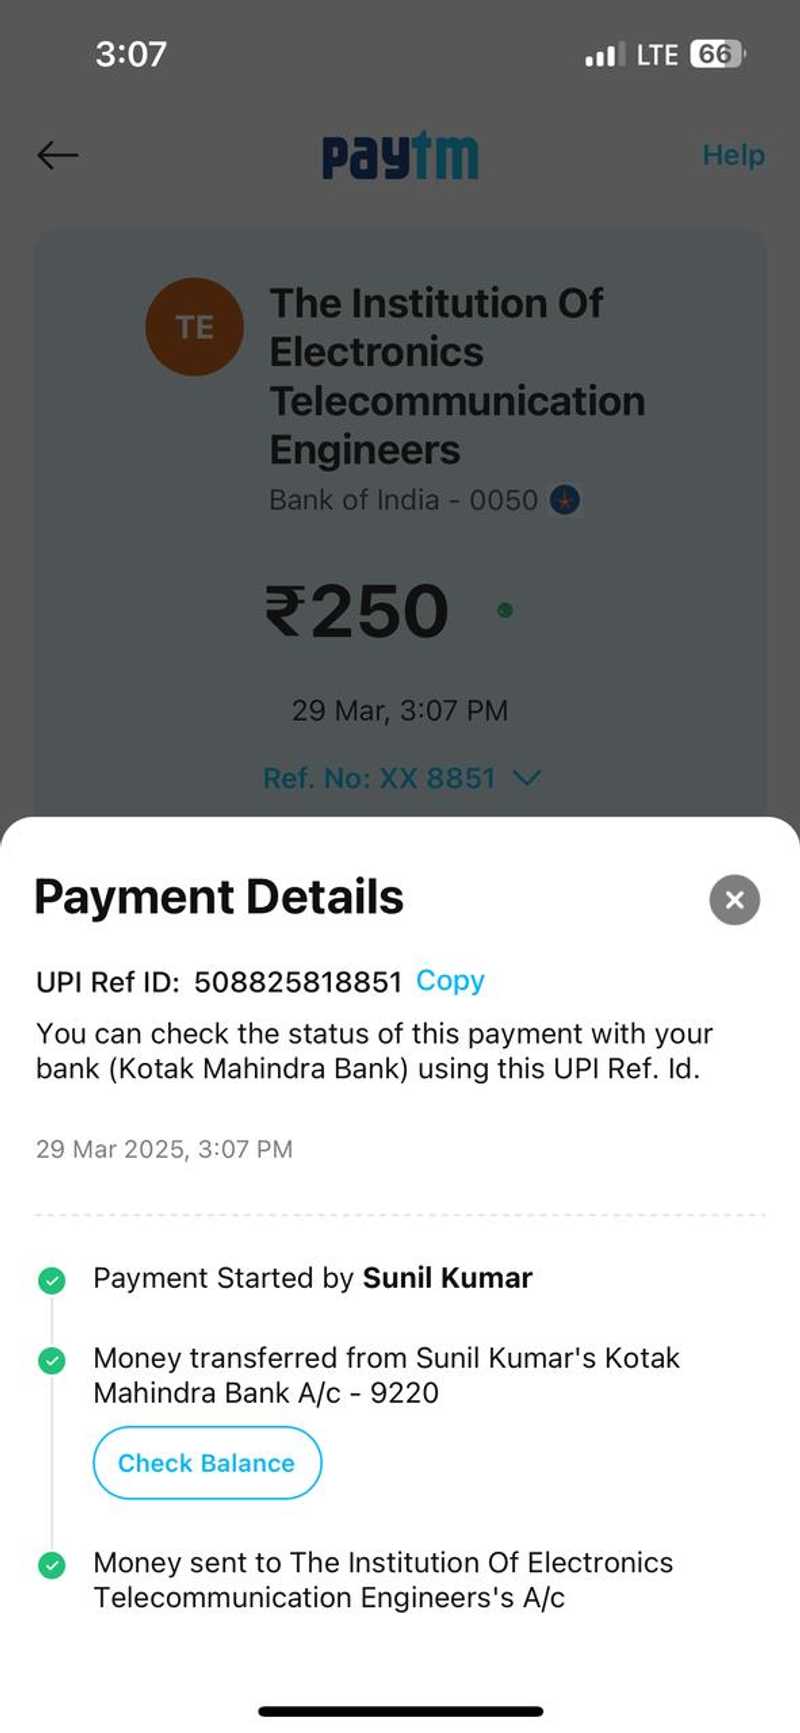 3:07
LTE 66
paytm
Help
TE
The Institution Of
Electronics
Telecommunication
Engineers
Bank of India - 0050
₹250
29 Mar, 3:07 PM
Ref. No: XX 8851
Payment Details
UPI Ref ID: 508825818851 Copy
You can check the status of this payment with your
bank (Kotak Mahindra Bank) using this UPI Ref. Id.
29 Mar 2025, 3:07 PM
Payment Started by Sunil Kumar
Money transferred from Sunil Kumar's Kotak
Mahindra Bank A/c - 9220
Check Balance
Money sent to The Institution Of Electronics
Telecommunication Engineers's A/c